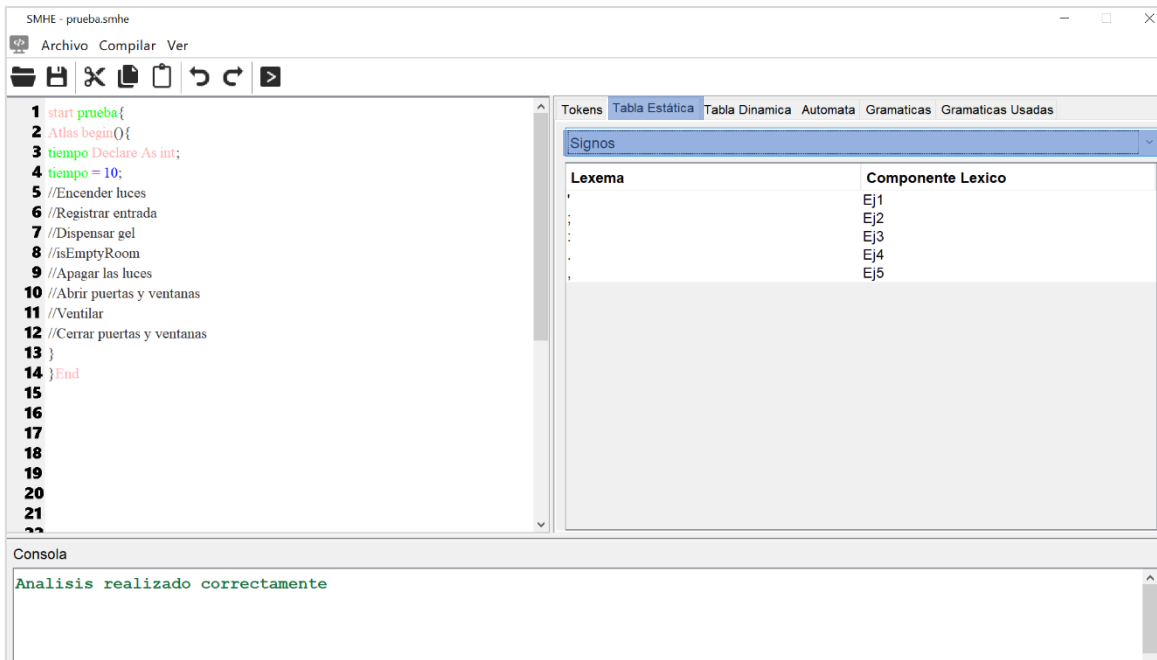 SMHE - prueba.smhe
Archivo Compilar Ver
1 start prueba{
2 Atlas begin(){
3 tiempo Declare As int;
4 tiempo = 10;
5 //Encender luces
6 //Registrar entrada
7 //Dispensar gel
8 //isEmptyRoom
9 //Apagar las luces
10 //Abrir puertas y ventanas
11 //Ventilar
12 //Cerrar puertas y ventanas
13 }
14 }End
15
16
17
18
19
20
21
22
Tokens Tabla Estática Tabla Dinamica Automata Gramaticas Gramaticas Usadas
Signos
Lexema Componente Lexico
' Ej1
; Ej2
: Ej3
. Ej4
, Ej5
Consola
Analisis realizado correctamente